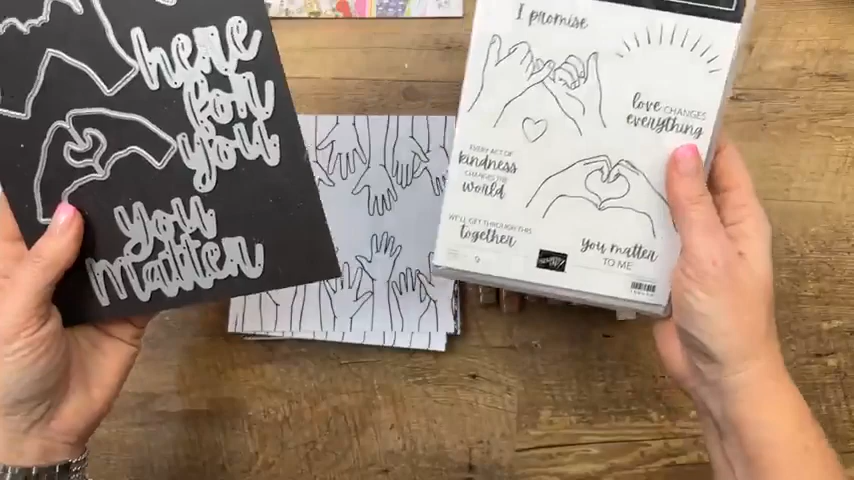 here
for
you
you
matter
I promise
love CHANGES
everything
EVERY ACT OF
kindness
CHANGES THE
world
WE'LL GET THROUGH THIS
together
you matter
TO ME